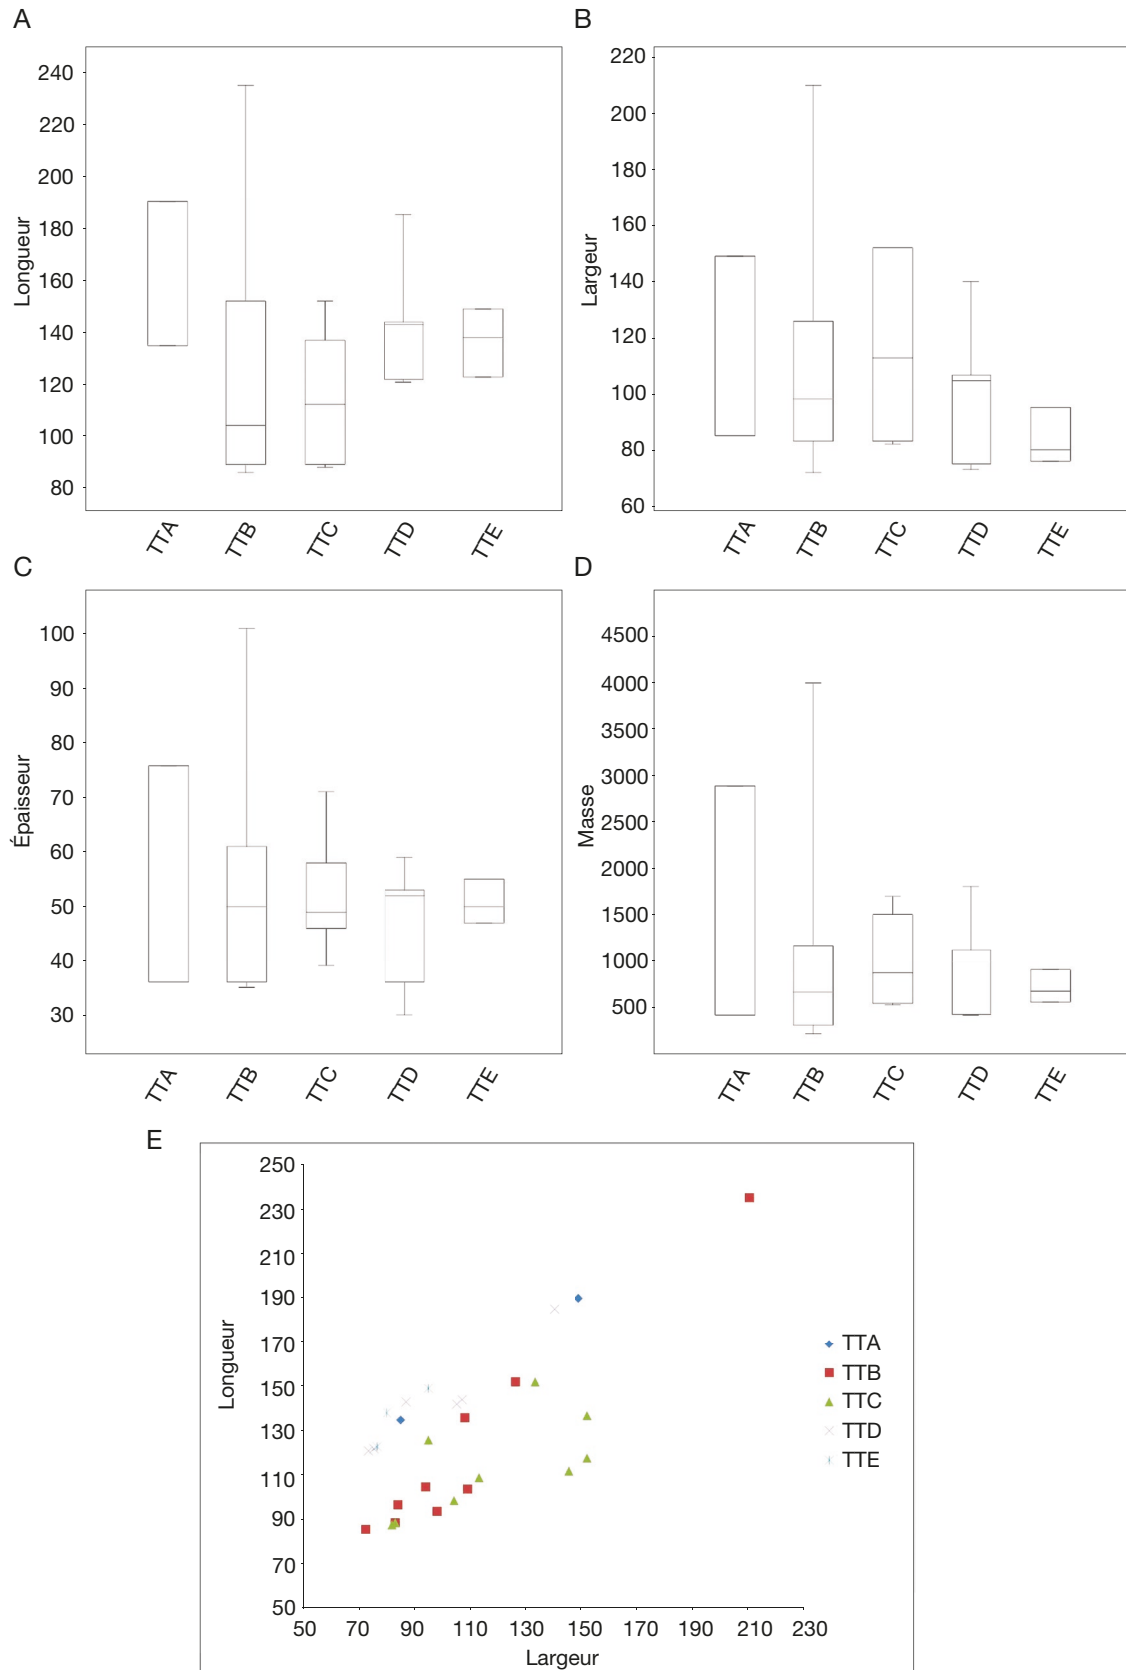 A
Longueur
240
220
200
180
160
140
120
100
80
TTA
TTB
TTC
TTD
TTE
B
Largeur
220
200
180
160
140
120
100
80
60
TTA
TTB
TTC
TTD
TTE
C
Épaisseur
100
90
80
70
60
50
40
30
TTA
TTB
TTC
TTD
TTE
D
Masse
4500
4000
3500
3000
2500
2000
1500
1000
500
TTA
TTB
TTC
TTD
TTE
E
Longueur
250
230
210
190
170
150
130
110
90
70
50
50 70 90 110 130 150 170 190 210 230
Largeur
TTA
TTB
TTC
TTD
TTE